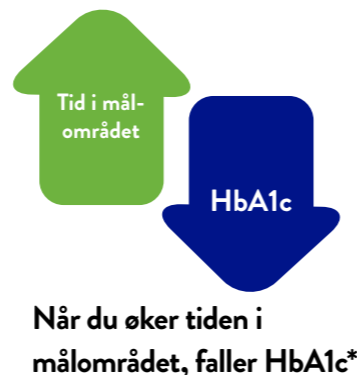 Tid i mål-
området
HbA1c
Når du øker tiden i
målområdet, faller HbA1c*